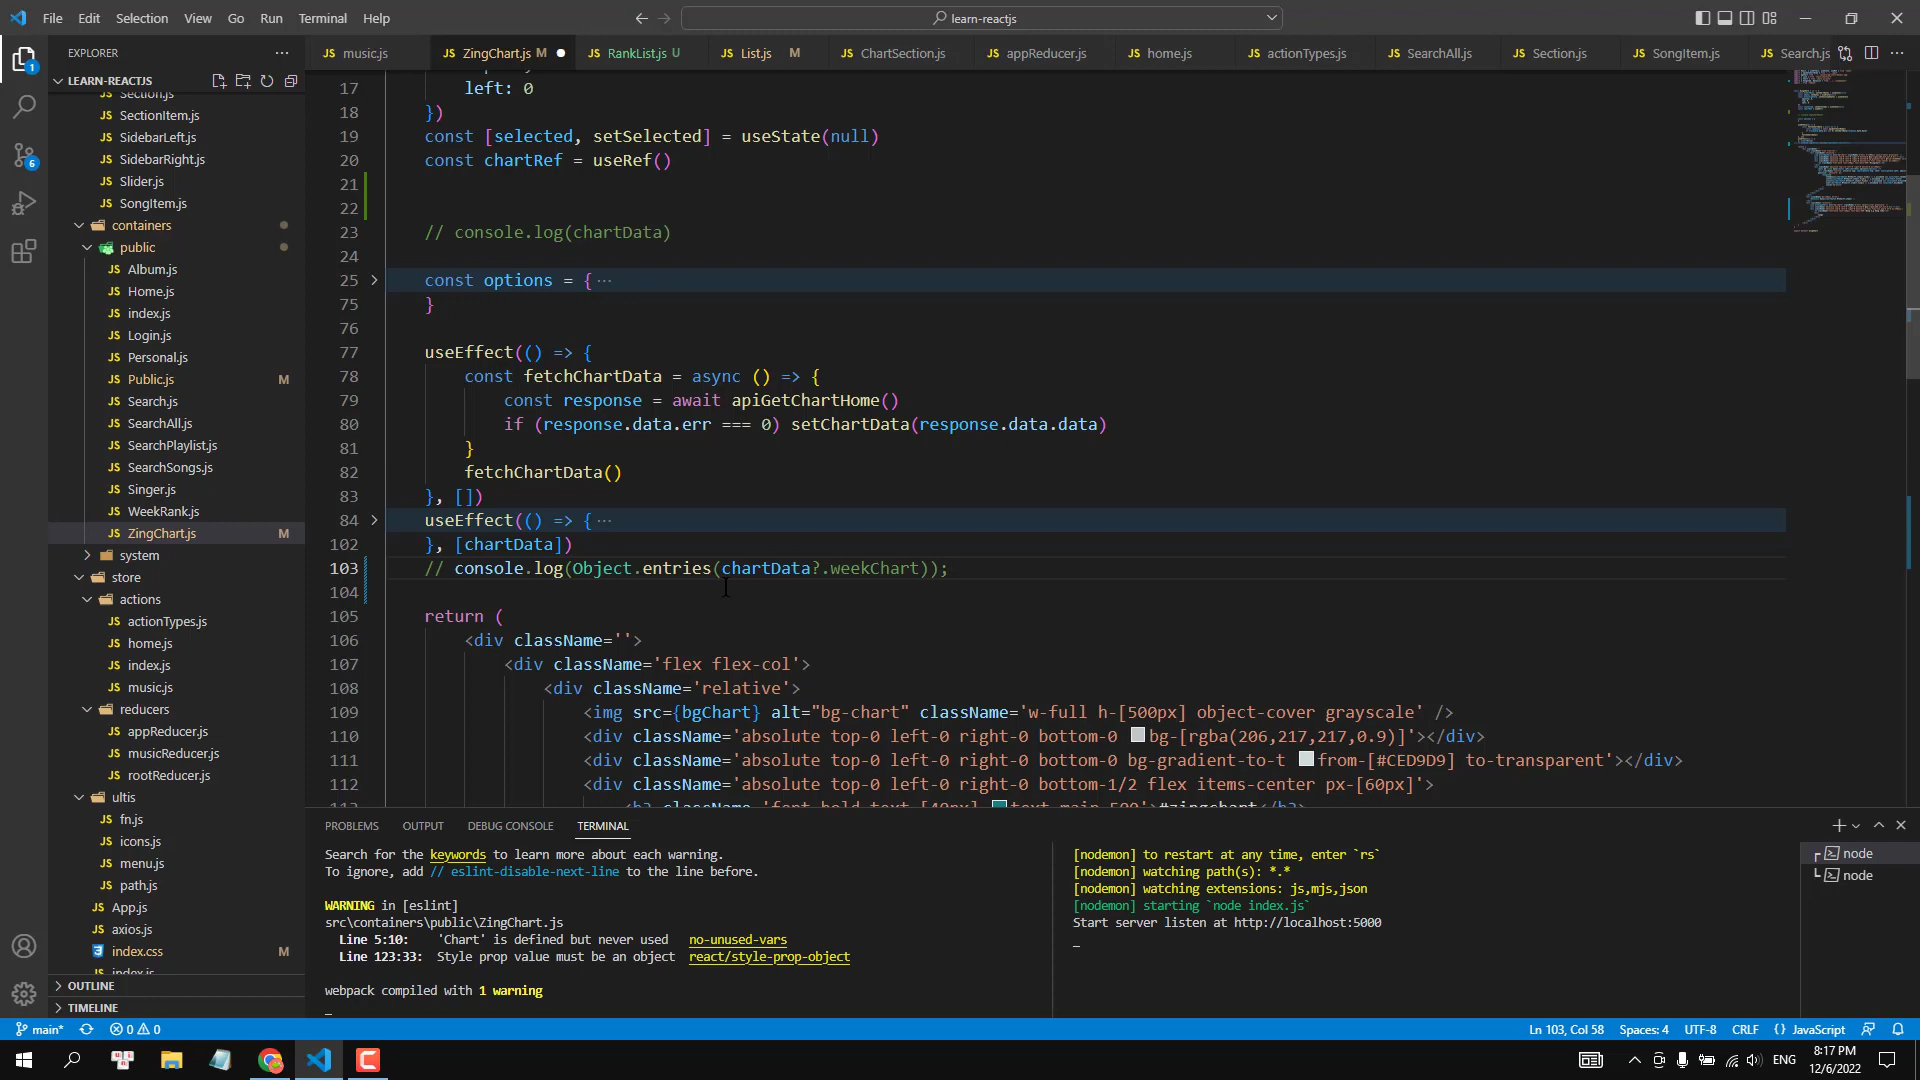 File Edit Selection View Go Run Terminal Help
learn-reactjs
EXPLORER
LEARN-REACTJS
Section.js
SectionItem.js
SidebarLeft.js
SidebarRight.js
Slider.js
SongItem.js
containers
public
Album.js
Home.js
index.js
Login.js
Personal.js
Public.js M
Search.js
SearchAll.js
SearchPlaylist.js
SearchSongs.js
Singer.js
WeekRank.js
ZingChart.js M
system
store
actions
actionTypes.js
home.js
index.js
music.js
reducers
appReducer.js
musicReducer.js
rootReducer.js
ultis
fn.js
icons.js
menu.js
path.js
App.js
axios.js
index.css M
index.js
OUTLINE
TIMELINE
music.js ZingChart.js M RankList.js U List.js M ChartSection.js appReducer.js home.js actionTypes.js SearchAll.js Section.js SongItem.js Search.js
17 left: 0
18 })
19 const [selected, setSelected] = useState(null)
20 const chartRef = useRef()
21
22
23 // console.log(chartData)
24
25 const options = { ···
75 }
76
77 useEffect(() => {
78 const fetchChartData = async () => {
79 const response = await apiGetChartHome()
80 if (response.data.err === 0) setChartData(response.data.data)
81 }
82 fetchChartData()
83 }, [])
84 useEffect(() => { ···
102 }, [chartData])
103 // console.log(Object.entries(chartData?.weekChart));
104
105 return (
106 <div className=''>
107 <div className='flex flex-col'>
108 <div className='relative'>
109 <img src={bgChart} alt="bg-chart" className='w-full h-[500px] object-cover grayscale' />
110 <div className='absolute top-0 left-0 right-0 bottom-0 bg-[rgba(206,217,217,0.9)]'></div>
111 <div className='absolute top-0 left-0 right-0 bottom-0 bg-gradient-to-t from-[#CED9D9] to-transparent'></div>
112 <div className='absolute top-0 left-0 right-0 bottom-1/2 flex items-center px-[60px]'>
113 <h3 className='font-bold text-[40px] text-main-500'>#zingchart</h3>
PROBLEMS OUTPUT DEBUG CONSOLE TERMINAL
Search for the keywords to learn more about each warning.
To ignore, add // eslint-disable-next-line to the line before.
WARNING in [eslint]
src\containers\public\ZingChart.js
Line 5:10: 'Chart' is defined but never used no-unused-vars
Line 123:33: Style prop value must be an object react/style-prop-object
webpack compiled with 1 warning
[nodemon] to restart at any time, enter `rs`
[nodemon] watching path(s): *.*
[nodemon] watching extensions: js,mjs,json
[nodemon] starting `node index.js`
Start server listen at http://localhost:5000
node
node
main* 0 0 Ln 103, Col 58 Spaces: 4 UTF-8 CRLF {} JavaScript
ENG
8:17 PM
12/6/2022